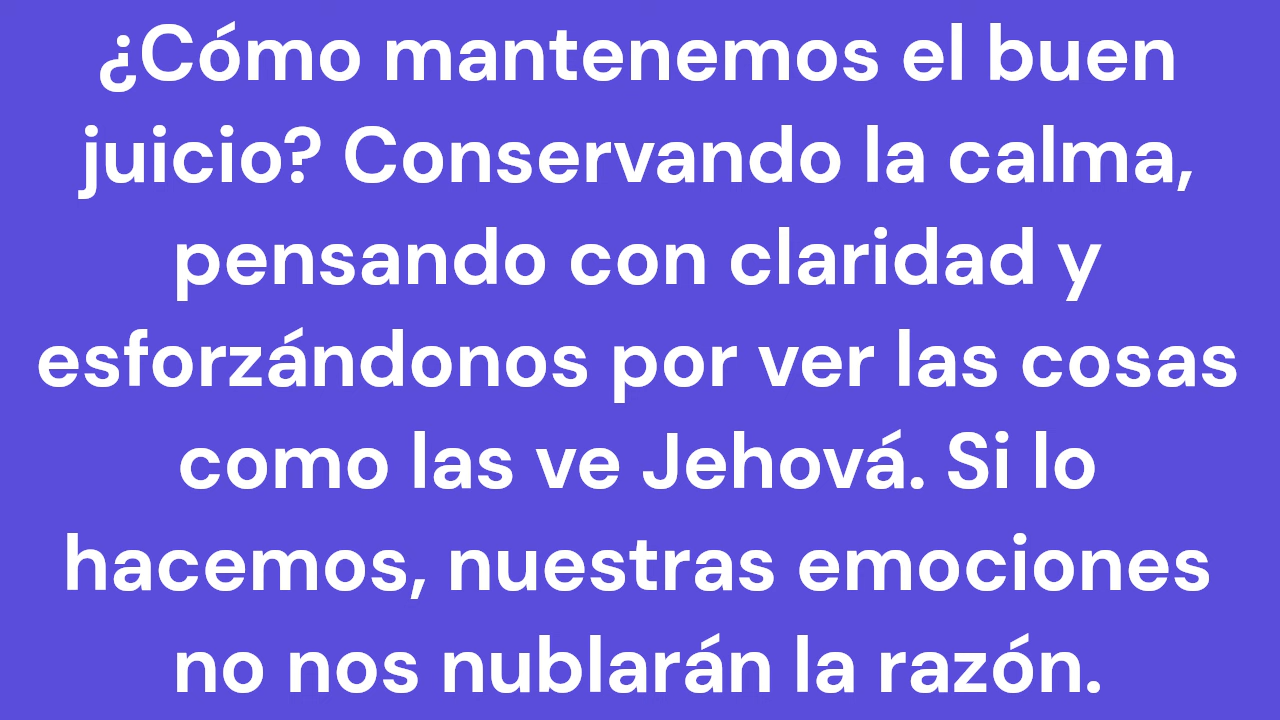 ¿Cómo mantenemos el buen
juicio? Conservando la calma,
pensando con claridad y
esforzándonos por ver las cosas
como las ve Jehová. Si lo
hacemos, nuestras emociones
no nos nublarán la razón.